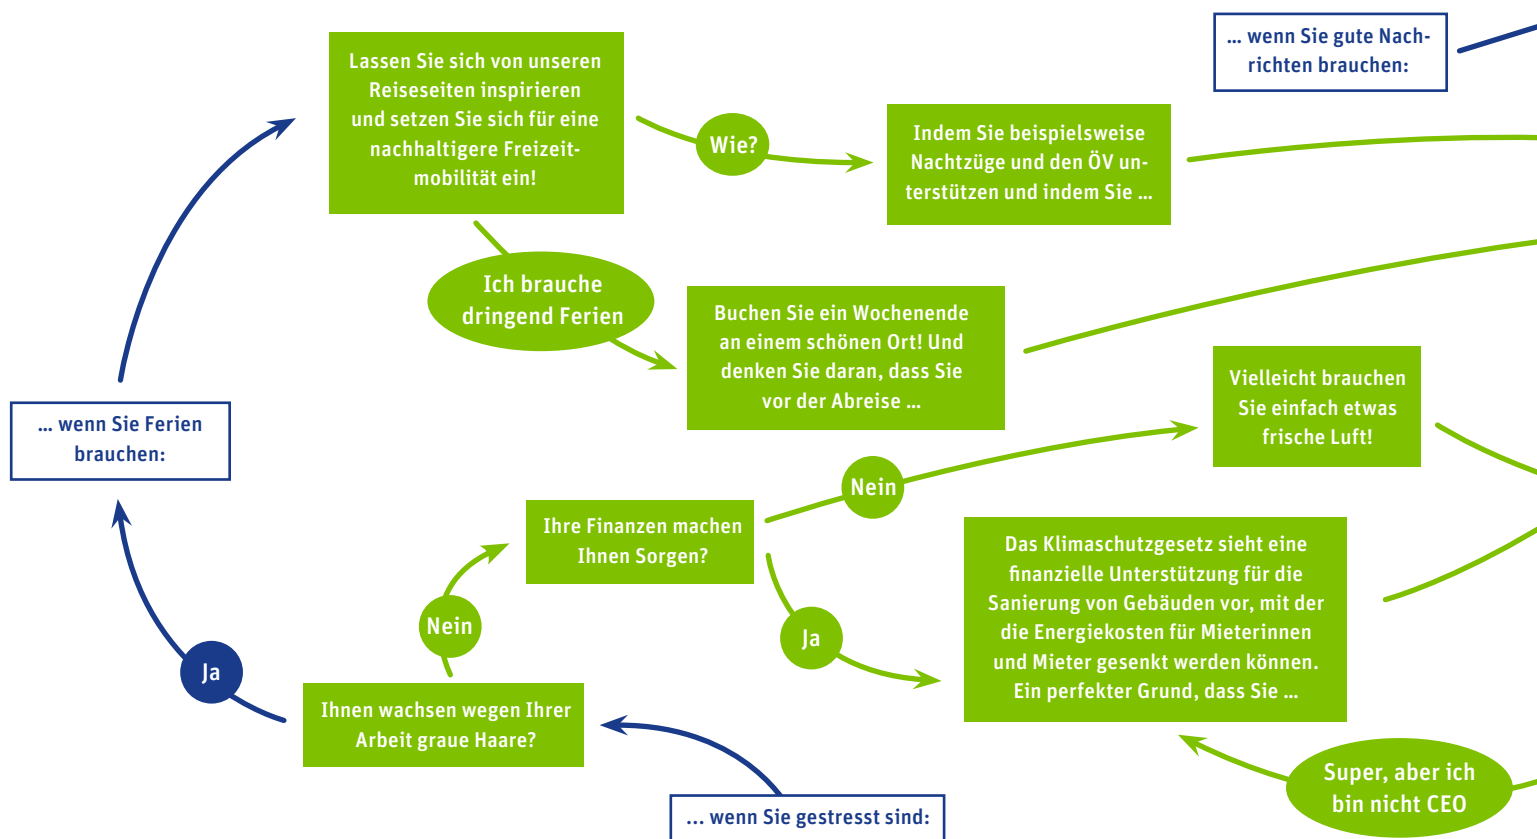 ... wenn Sie gute Nach-
richten brauchen:
Lassen Sie sich von unseren
Reiseseiten inspirieren
und setzen Sie sich für eine
nachhaltigere Freizeit-
mobilität ein!
Wie?
Indem Sie beispielsweise
Nachtzüge und den ÖV un-
terstützen und indem Sie ...
Ich brauche
dringend Ferien
Buchen Sie ein Wochenende
an einem schönen Ort! Und
denken Sie daran, dass Sie
vor der Abreise ...
Vielleicht brauchen
Sie einfach etwas
frische Luft!
... wenn Sie Ferien
brauchen:
Nein
Ihre Finanzen machen
Ihnen Sorgen?
Das Klimaschutzgesetz sieht eine
finanzielle Unterstützung für die
Sanierung von Gebäuden vor, mit der
die Energiekosten für Mieterinnen
und Mieter gesenkt werden können.
Ein perfekter Grund, dass Sie ...
Nein
Ja
Ja
Ihnen wachsen wegen Ihrer
Arbeit graue Haare?
Super, aber ich
bin nicht CEO
... wenn Sie gestresst sind: